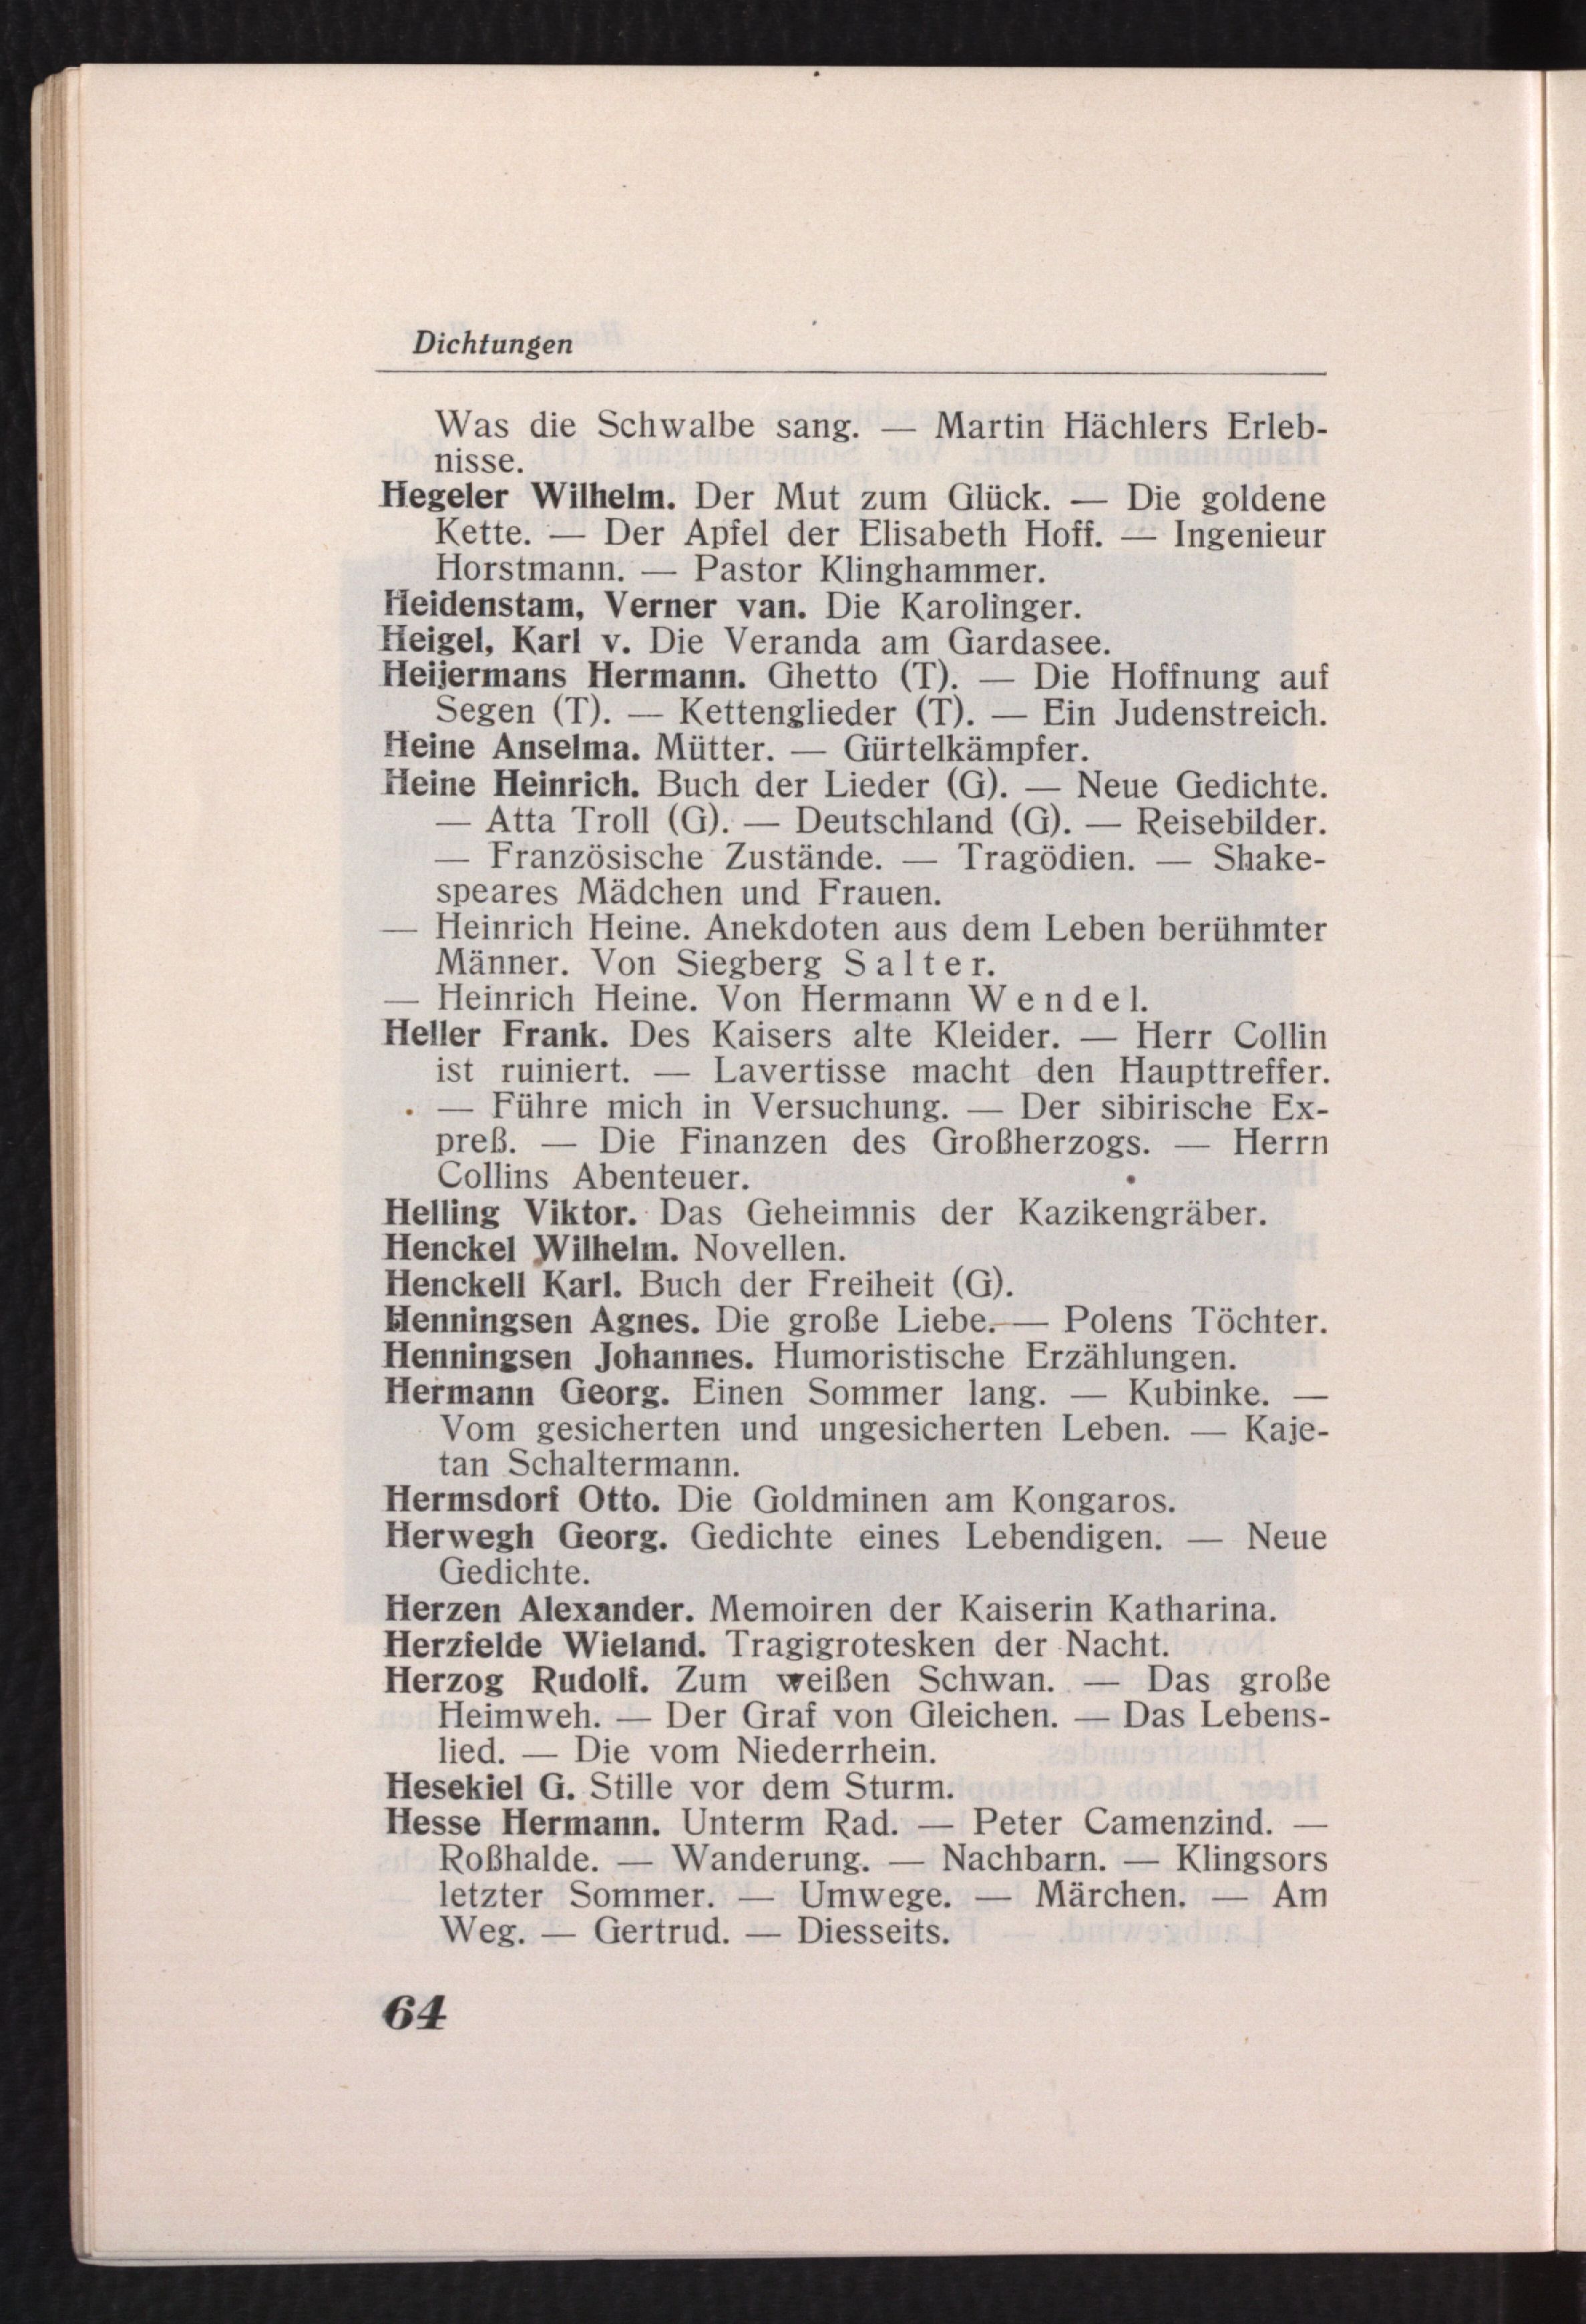 Dichtungen
Was die Schwalbe sang. — Martin Hächlers Erleb-
nisse.
Hegeler Wilhelm. Der Mut zum Glück. — Die goldene
Kette. — Der Apfel der Elisabeth Hoff. — Ingenieur
Horstmann. — Pastor Klinghammer.
Heidenstam, Verner van. Die Karolinger.
Heigel, Karl v. Die Veranda am Gardasee.
Heijermans Hermann. Ghetto (T). — Die Hoffnung auf
Segen (T). — Kettenglieder (T). — Ein Judenstreich.
Heine Anselma. Mütter. — Gürtelkämpfer.
Heine Heinrich. Buch der Lieder (G). — Neue Gedichte.
— Atta Troll (G). — Deutschland (G). — Reisebilder.
— Französische Zustände. — Tragödien. — Shake-
speares Mädchen und Frauen.
— Heinrich Heine. Anekdoten aus dem Leben berühmter
Männer. Von Siegberg Salter.
— Heinrich Heine. Von Hermann Wendel.
Heller Frank. Des Kaisers alte Kleider. — Herr Collin
ist ruiniert. — Lavertisse macht den Haupttreffer.
— Führe mich in Versuchung. — Der sibirische Ex-
preß. — Die Finanzen des Großherzogs. — Herrn
Collins Abenteuer.
Helling Viktor. Das Geheimnis der Kazikengräber.
Henckel Wilhelm. Novellen.
Henckell Karl. Buch der Freiheit (G).
Henningsen Agnes. Die große Liebe. — Polens Töchter.
Henningsen Johannes. Humoristische Erzählungen.
Hermann Georg. Einen Sommer lang. — Kubinke. —
Vom gesicherten und ungesicherten Leben. — Kaje-
tan Schaltermann.
Hermsdorf Otto. Die Goldminen am Kongaros.
Herwegh Georg. Gedichte eines Lebendigen. — Neue
Gedichte.
Herzen Alexander. Memoiren der Kaiserin Katharina.
Herzfelde Wieland. Tragigrotesken der Nacht.
Herzog Rudolf. Zum weißen Schwan. — Das große
Heimweh. — Der Graf von Gleichen. — Das Lebens-
lied. — Die vom Niederrhein.
Hesekiel G. Stille vor dem Sturm.
Hesse Hermann. Unterm Rad. — Peter Camenzind. —
Roßhalde. — Wanderung. — Nachbarn. — Klingsors
letzter Sommer. — Umwege. — Märchen. — Am
Weg. — Gertrud. — Diesseits.
64